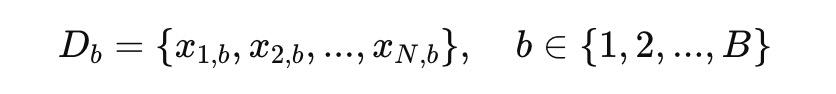 D_b = {x_{1,b}, x_{2,b}, ..., x_{N,b}}, b ∈ {1, 2, ..., B}